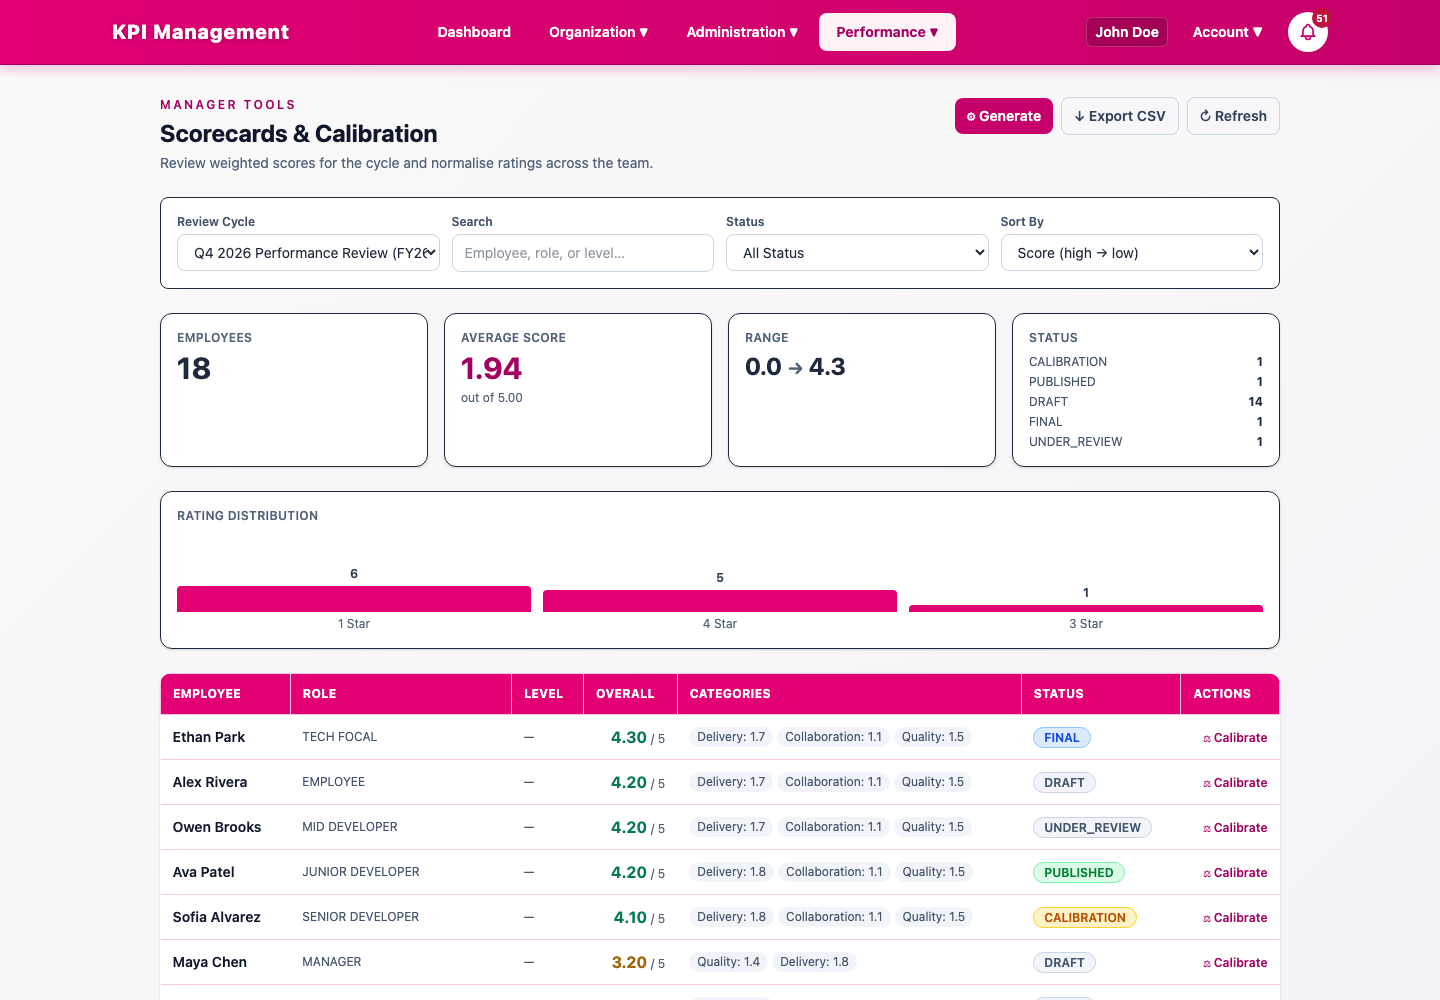 KPI Management
Dashboard
Organization ▼
Administration ▼
Performance ▼
John Doe
Account ▼
51
MANAGER TOOLS
Scorecards & Calibration
Review weighted scores for the cycle and normalise ratings across the team.
⚙ Generate
↓ Export CSV
↻ Refresh
Review Cycle
Search
Status
Sort By
Q4 2026 Performance Review (FY26
Employee, role, or level...
All Status
Score (high → low)
EMPLOYEES
18
AVERAGE SCORE
1.94
out of 5.00
RANGE
0.0 → 4.3
STATUS
CALIBRATION 1
PUBLISHED 1
DRAFT 14
FINAL 1
UNDER_REVIEW 1
RATING DISTRIBUTION
6
5
1
1 Star
4 Star
3 Star
EMPLOYEE ROLE LEVEL OVERALL CATEGORIES STATUS ACTIONS
Ethan Park TECH FOCAL — 4.30 / 5 Delivery: 1.7 Collaboration: 1.1 Quality: 1.5 FINAL ⚖ Calibrate
Alex Rivera EMPLOYEE — 4.20 / 5 Delivery: 1.7 Collaboration: 1.1 Quality: 1.5 DRAFT ⚖ Calibrate
Owen Brooks MID DEVELOPER — 4.20 / 5 Delivery: 1.7 Collaboration: 1.1 Quality: 1.5 UNDER_REVIEW ⚖ Calibrate
Ava Patel JUNIOR DEVELOPER — 4.20 / 5 Delivery: 1.8 Collaboration: 1.1 Quality: 1.5 PUBLISHED ⚖ Calibrate
Sofia Alvarez SENIOR DEVELOPER — 4.10 / 5 Delivery: 1.8 Collaboration: 1.1 Quality: 1.5 CALIBRATION ⚖ Calibrate
Maya Chen MANAGER — 3.20 / 5 Quality: 1.4 Delivery: 1.8 DRAFT ⚖ Calibrate